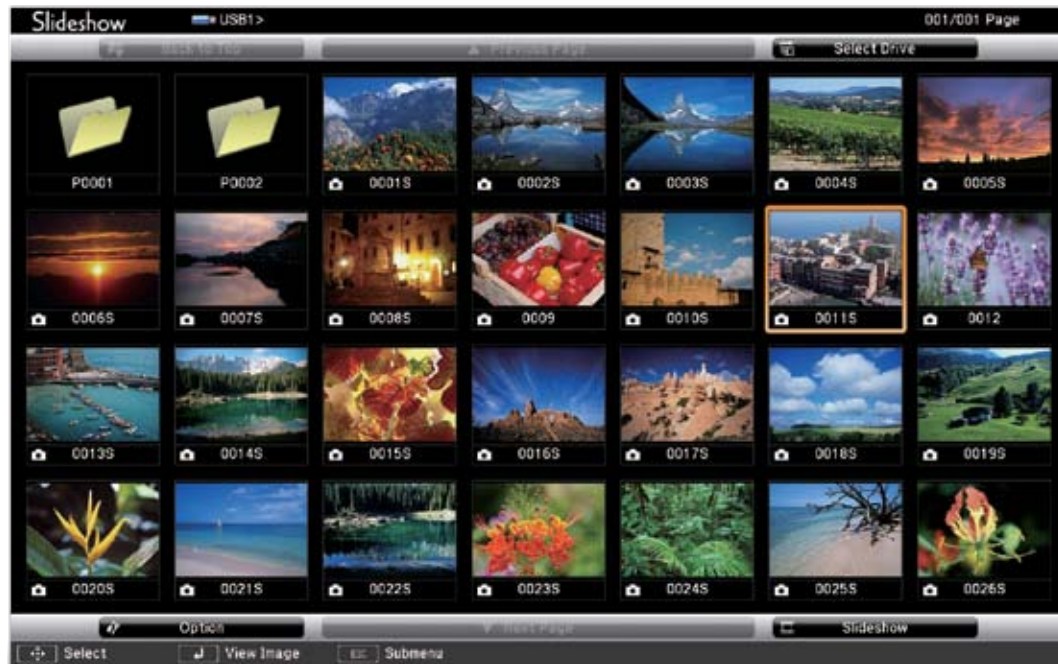 Slideshow USB1> 001/001 Page
Back to Top Previous Page Select Drive
P0001 P0002 0001S 0002S 0003S 0004S 0005S
0006S 0007S 0008S 0009 0010S 0011S 0012
0013S 0014S 0015S 0016S 0017S 0018S 0019S
0020S 0021S 0022S 0023S 0024S 0025S 0026S
Option Next Page Slideshow
Select View Image Esc Submenu